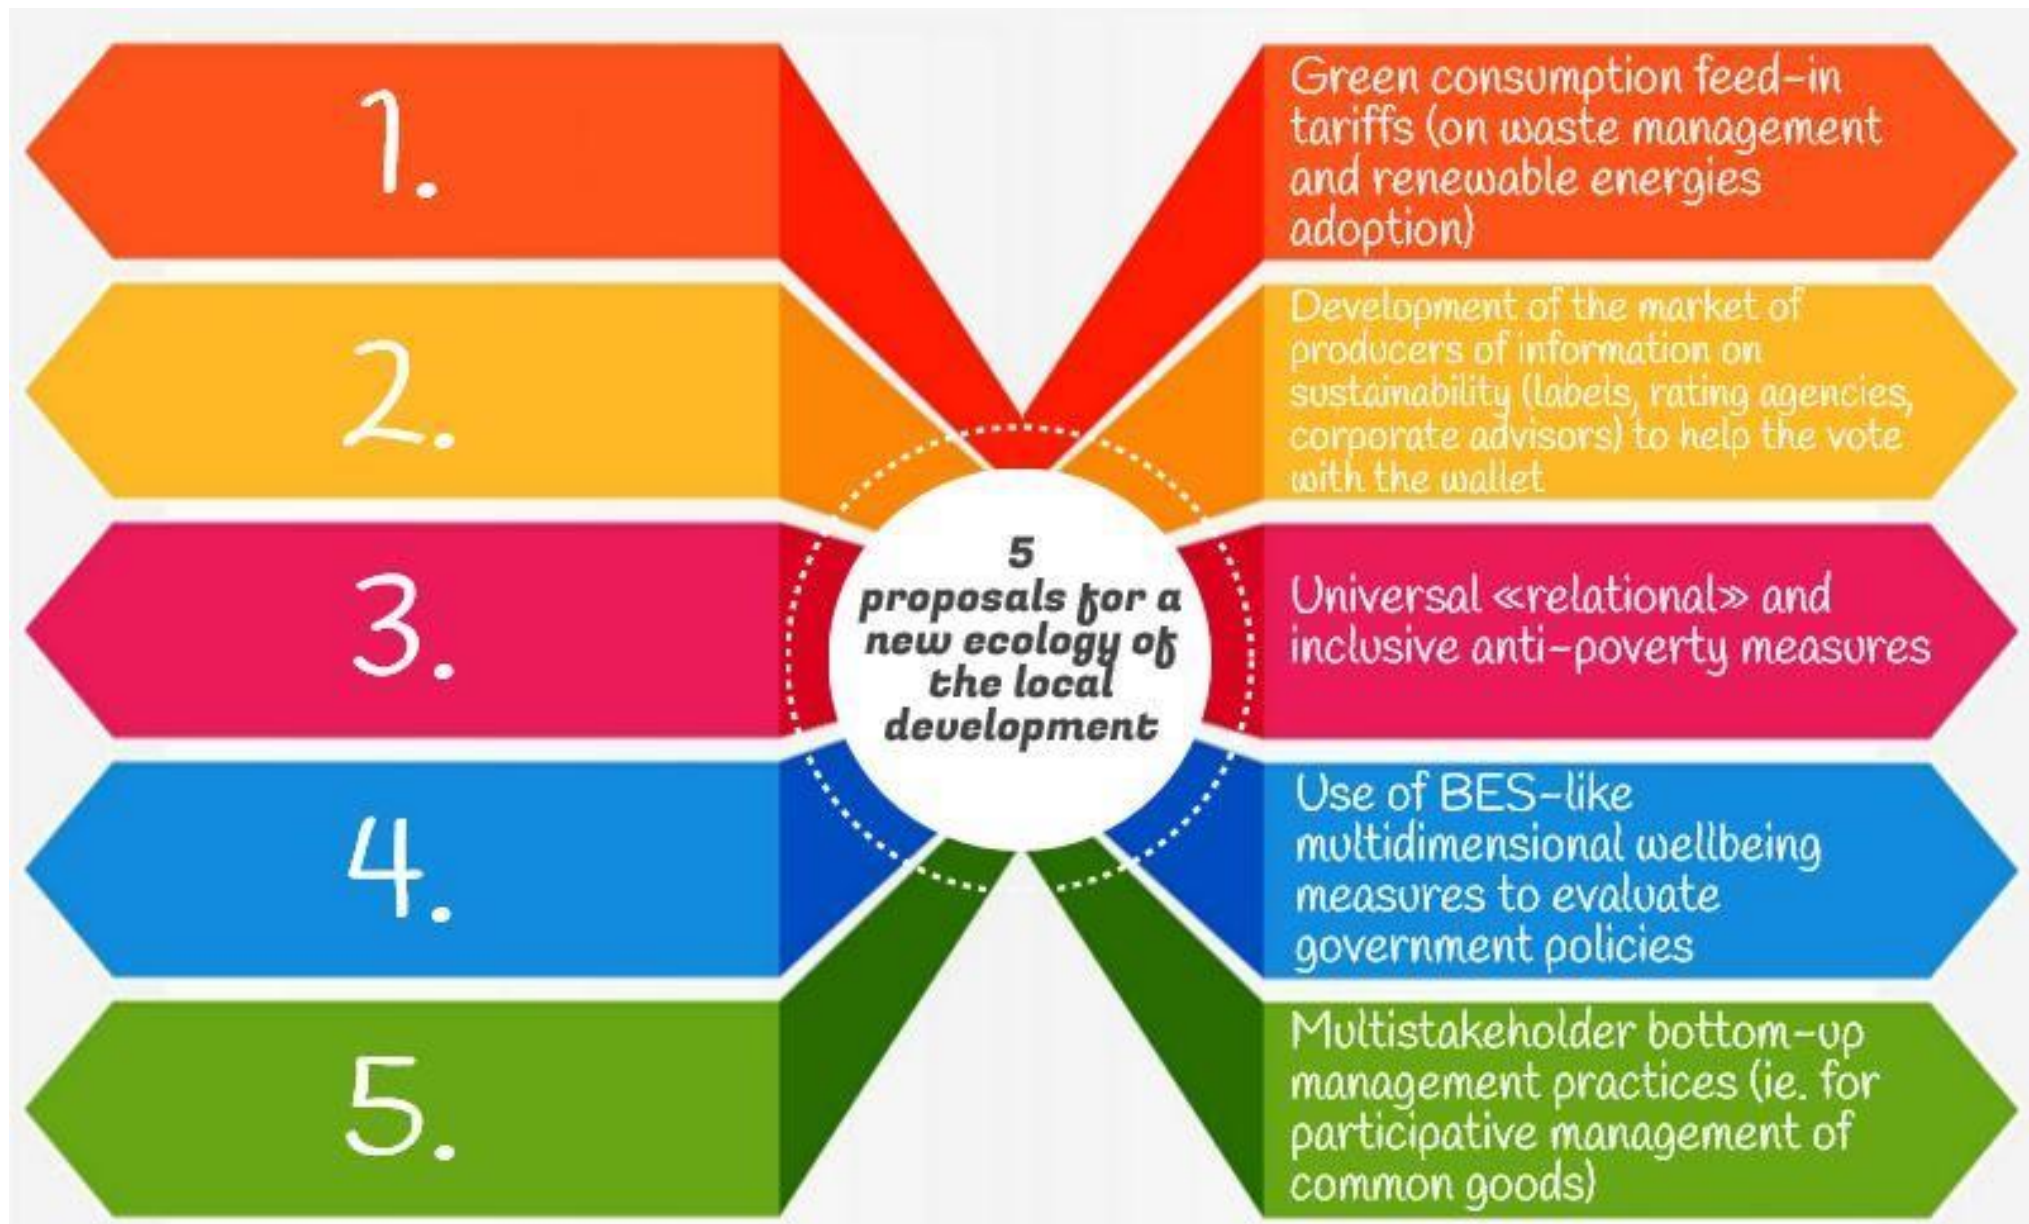 1.
Green consumption feed-in
tariffs (on waste management
and renewable energies
adoption)
2.
Development of the market of
producers of information on
sustainability (labels, rating agencies,
corporate advisors) to help the vote
with the wallet
3.
Universal «relational» and
inclusive anti-poverty measures
4.
Use of BES-like
multidimensional wellbeing
measures to evaluate
government policies
5.
Multistakeholder bottom-up
management practices (ie. for
participative management of
common goods)
5
proposals for a
new ecology of
the local
development